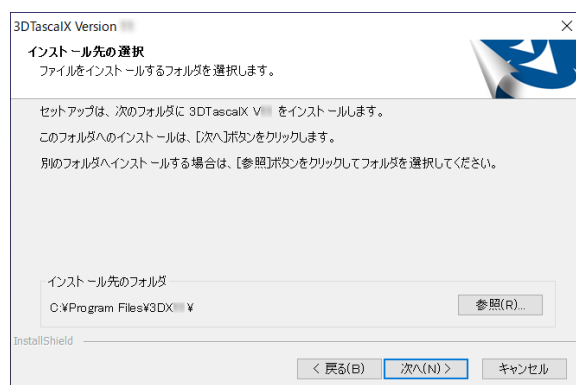 3DTascalX Version
インストール先の選択
ファイルをインストールするフォルダを選択します。
セットアップは、次のフォルダに 3DTascalX V をインストールします。
このフォルダへのインストールは、[次へ]ボタンをクリックします。
別のフォルダへインストールする場合は、[参照]ボタンをクリックしてフォルダを選択してください。
インストール先のフォルダ
C:¥Program Files¥3DX ¥
参照(R)...
InstallShield
< 戻る(B)
次へ(N) >
キャンセル